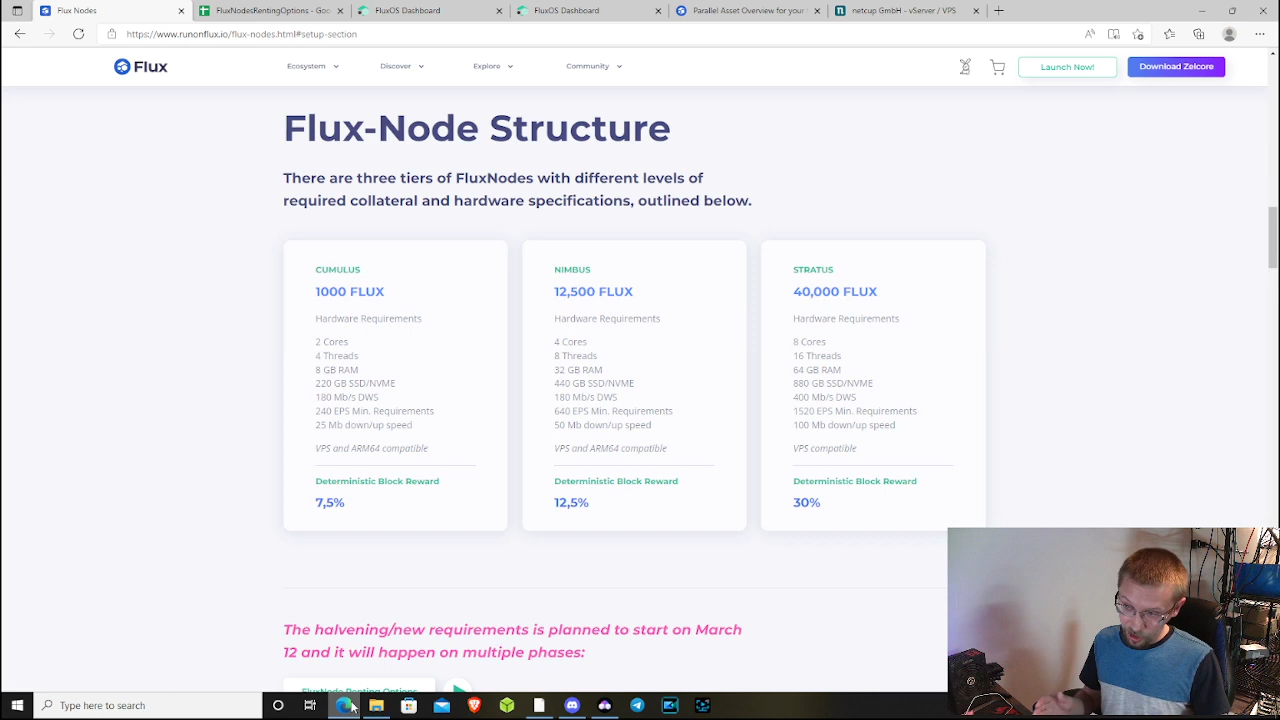 Flux Nodes
FluxNodesRentingOptions - Goo
FluxOS Dashboard
FluxOS Dashboard
Parallel Asset Overview for your
netcup GmbH - vServer / VPS
https://www.runonflux.io/flux-nodes.html#setup-section
Flux
Ecosystem
Discover
Explore
Community
Launch Now!
Download Zelcore
Flux-Node Structure
There are three tiers of FluxNodes with different levels of
required collateral and hardware specifications, outlined below.
CUMULUS
1000 FLUX
Hardware Requirements
2 Cores
4 Threads
8 GB RAM
220 GB SSD/NVME
180 Mb/s DWS
240 EPS Min. Requirements
25 Mb down/up speed
VPS and ARM64 compatible
Deterministic Block Reward
7,5%
NIMBUS
12,500 FLUX
Hardware Requirements
4 Cores
8 Threads
32 GB RAM
440 GB SSD/NVME
180 Mb/s DWS
640 EPS Min. Requirements
50 Mb down/up speed
VPS and ARM64 compatible
Deterministic Block Reward
12,5%
STRATUS
40,000 FLUX
Hardware Requirements
8 Cores
16 Threads
64 GB RAM
880 GB SSD/NVME
400 Mb/s DWS
1520 EPS Min. Requirements
100 Mb down/up speed
VPS compatible
Deterministic Block Reward
30%
The halvening/new requirements is planned to start on March
12 and it will happen on multiple phases:
FluxNode Renting Options
Type here to search